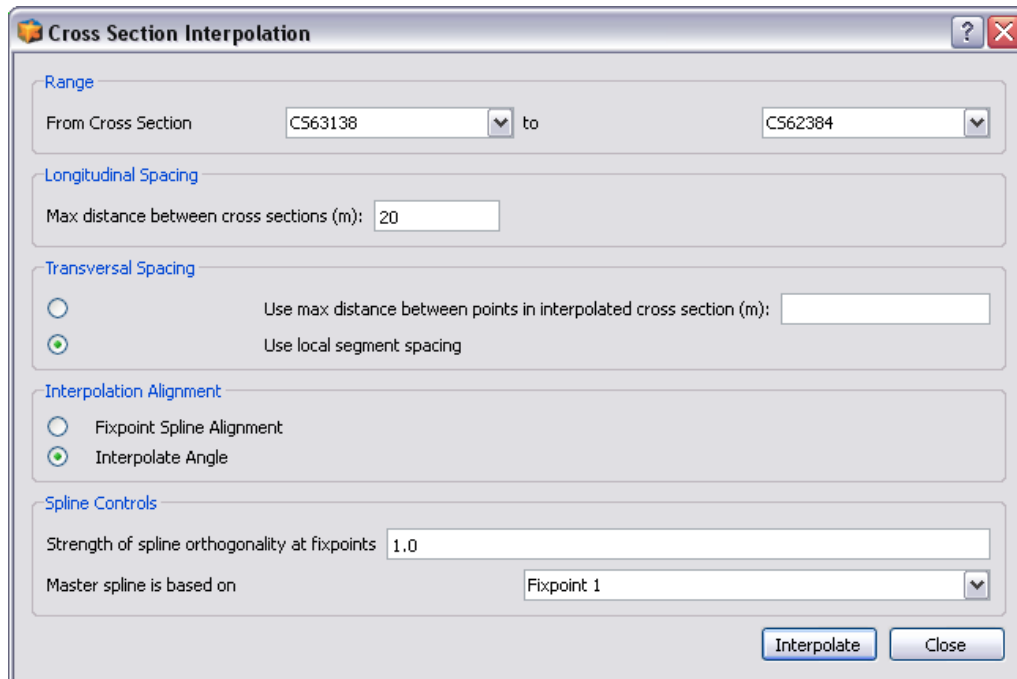 Cross Section Interpolation ?
Range
From Cross Section CS63138 to CS62384
Longitudinal Spacing
Max distance between cross sections (m): 20
Transversal Spacing
Use max distance between points in interpolated cross section (m):
Use local segment spacing
Interpolation Alignment
Fixpoint Spline Alignment
Interpolate Angle
Spline Controls
Strength of spline orthogonality at fixpoints 1.0
Master spline is based on Fixpoint 1
Interpolate Close